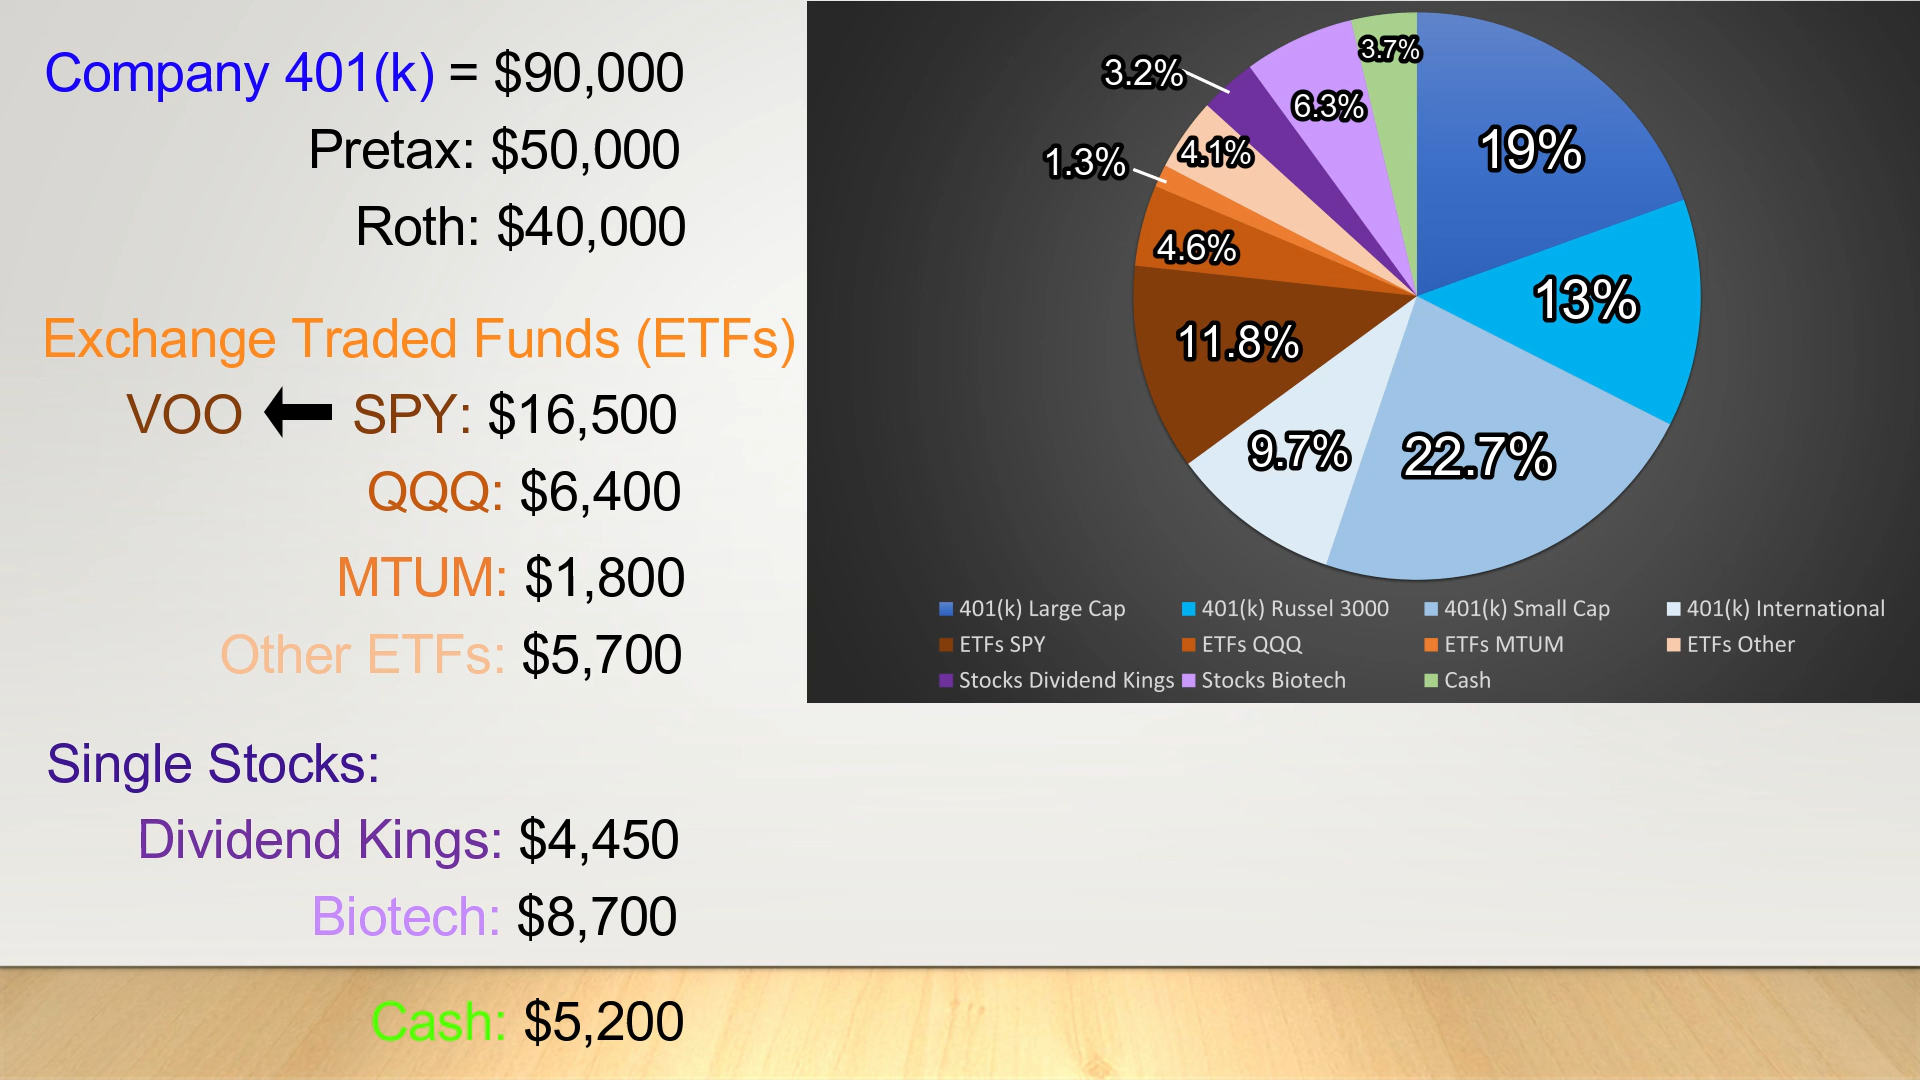 Company 401(k) = $90,000
Pretax: $50,000
Roth: $40,000
Exchange Traded Funds (ETFs)
VOO SPY: $16,500
QQQ: $6,400
MTUM: $1,800
Other ETFs: $5,700
Single Stocks:
Dividend Kings: $4,450
Biotech: $8,700
Cash: $5,200
3.7%
3.2%
6.3%
19%
4.1%
1.3%
4.6%
13%
11.8%
9.7%
22.7%
401(k) Large Cap 401(k) Russel 3000 401(k) Small Cap 401(k) International
ETFs SPY ETFs QQQ ETFs MTUM ETFs Other
Stocks Dividend Kings Stocks Biotech Cash